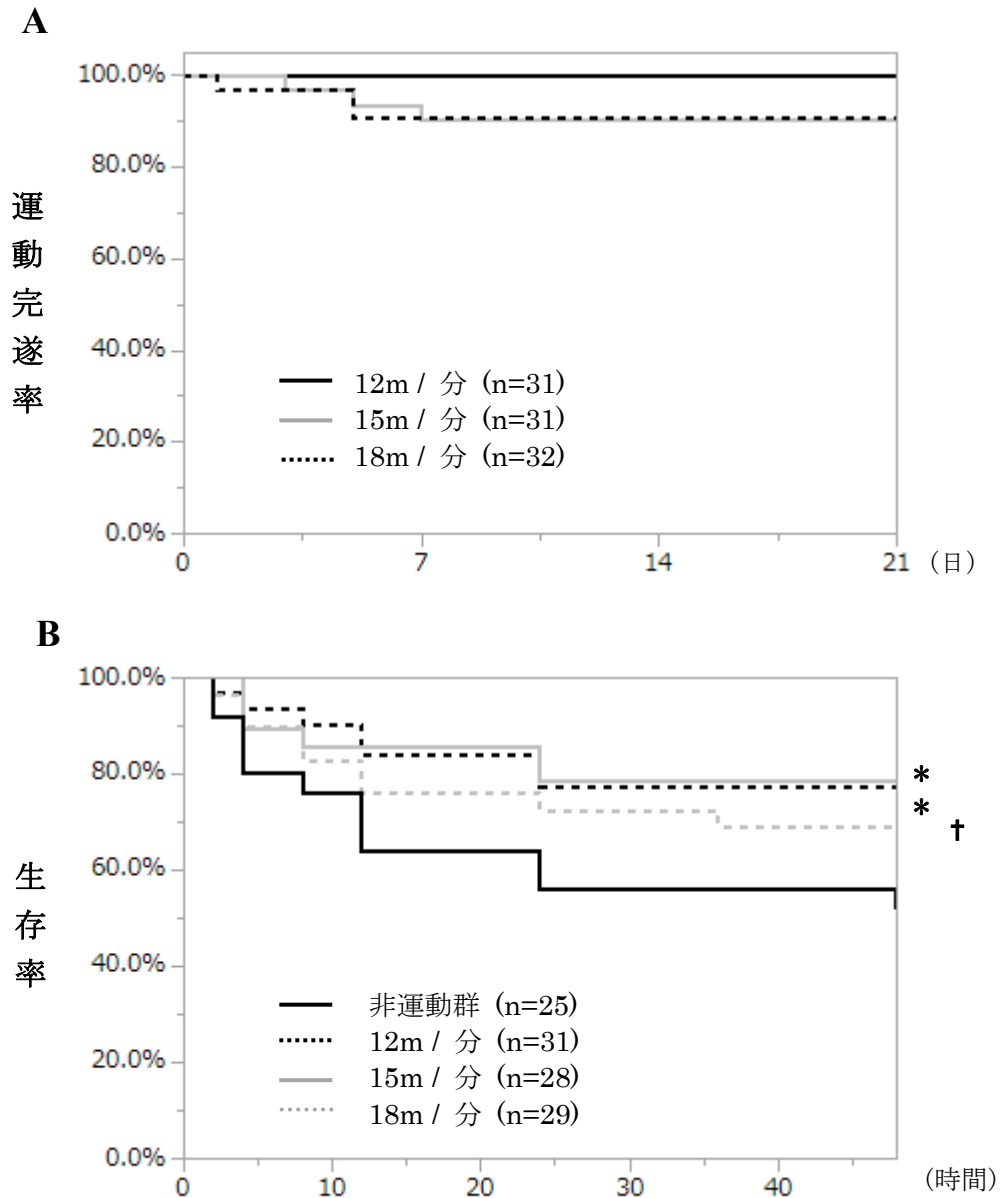 A
100.0%
80.0%
60.0%
40.0%
20.0%
0.0%
運動完遂率
12m / 分 (n=31)
15m / 分 (n=31)
18m / 分 (n=32)
0 7 14 21 (日)
B
100.0%
80.0%
60.0%
40.0%
20.0%
0.0%
生存率
*
*
†
非運動群 (n=25)
12m / 分 (n=31)
15m / 分 (n=28)
18m / 分 (n=29)
0 10 20 30 40 (時間)